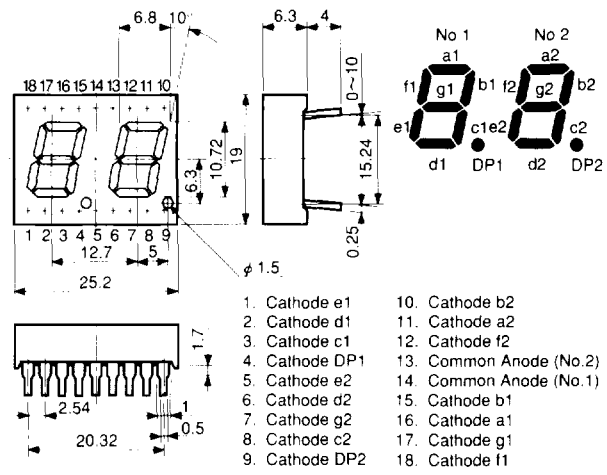 6.8 10°
6.3 4
No 1 No 2
a1 a2
f1 g1 b1 f2 g2 b2
e1 c1 e2 c2
d1 DP1 d2 DP2
18 17 16 15 14 13 12 11 10
0~10
10.72
6.3
19
15.24
0.25
1 2 3 4 5 6 7 8 9
12.7 5
25.2
φ 1.5
1.7
2.54 1
0.5
20.32
1. Cathode e1
2. Cathode d1
3. Cathode c1
4. Cathode DP1
5. Cathode e2
6. Cathode d2
7. Cathode g2
8. Cathode c2
9. Cathode DP2
10. Cathode b2
11. Cathode a2
12. Cathode f2
13. Common Anode (No.2)
14. Common Anode (No.1)
15. Cathode b1
16. Cathode a1
17. Cathode g1
18. Cathode f1